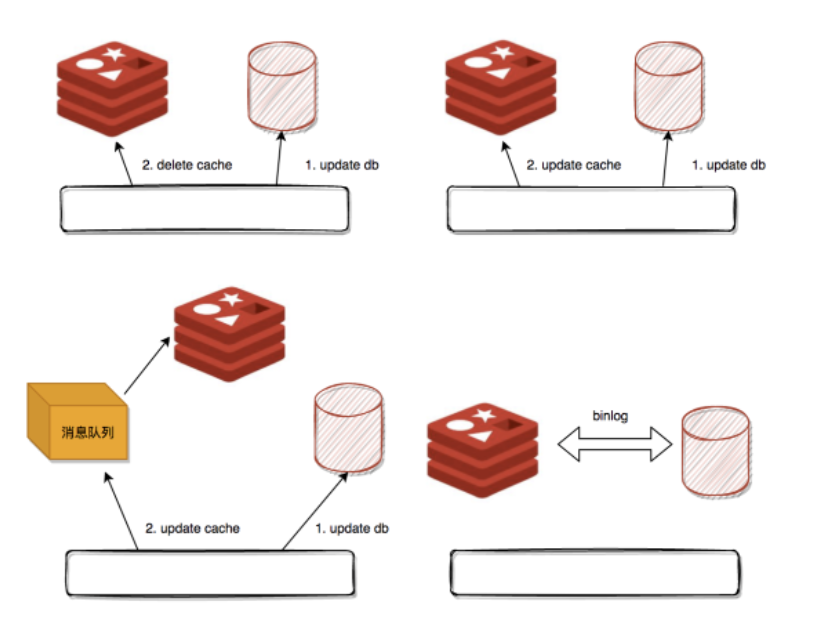 2. delete cache
1. update db
2. update cache
1. update db
消息队列
2. update cache
1. update db
binlog